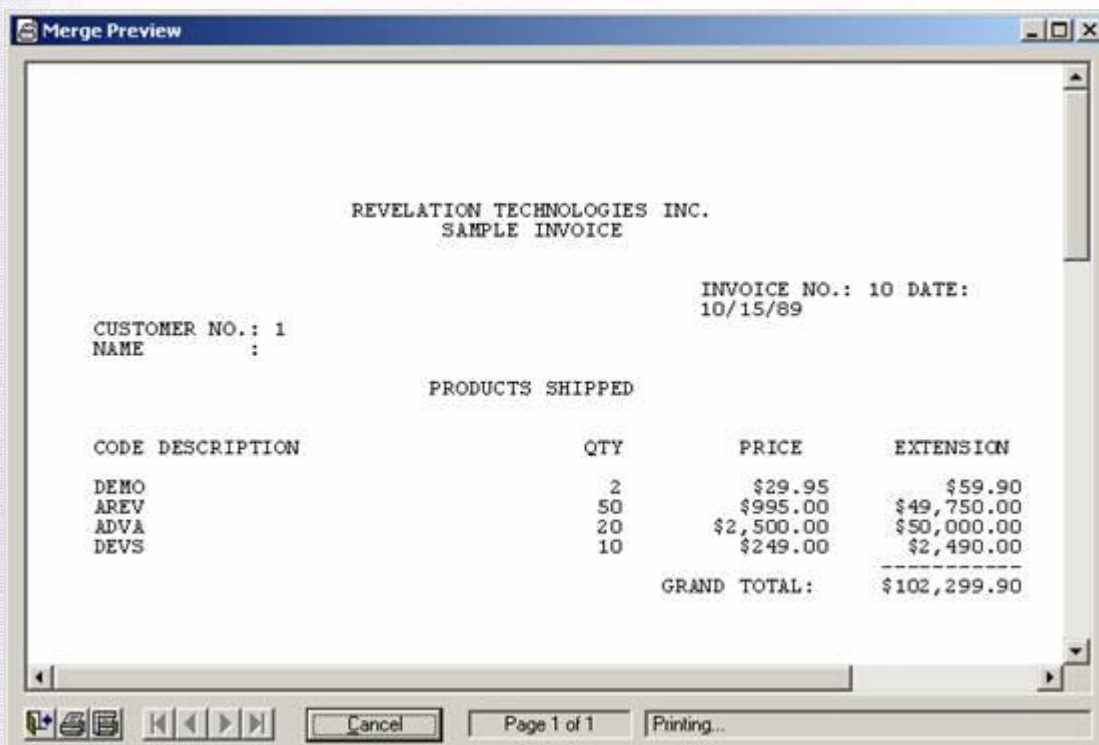 Merge Preview
REVELATION TECHNOLOGIES INC.
SAMPLE INVOICE
INVOICE NO.: 10 DATE:
10/15/89
CUSTOMER NO.: 1
NAME :
PRODUCTS SHIPPED
CODE DESCRIPTION QTY PRICE EXTENSION
DEMO 2 $29.95 $59.90
AREV 50 $995.00 $49,750.00
ADVA 20 $2,500.00 $50,000.00
DEVS 10 $249.00 $2,490.00
-----------
GRAND TOTAL: $102,299.90
Cancel Page 1 of 1 Printing...